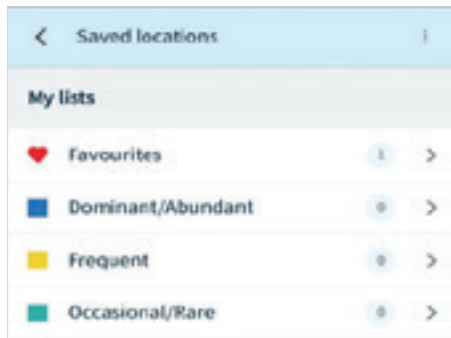 Saved locations
My lists
Favourites 1
Dominant/Abundant 0
Frequent 0
Occasional/Rare 0